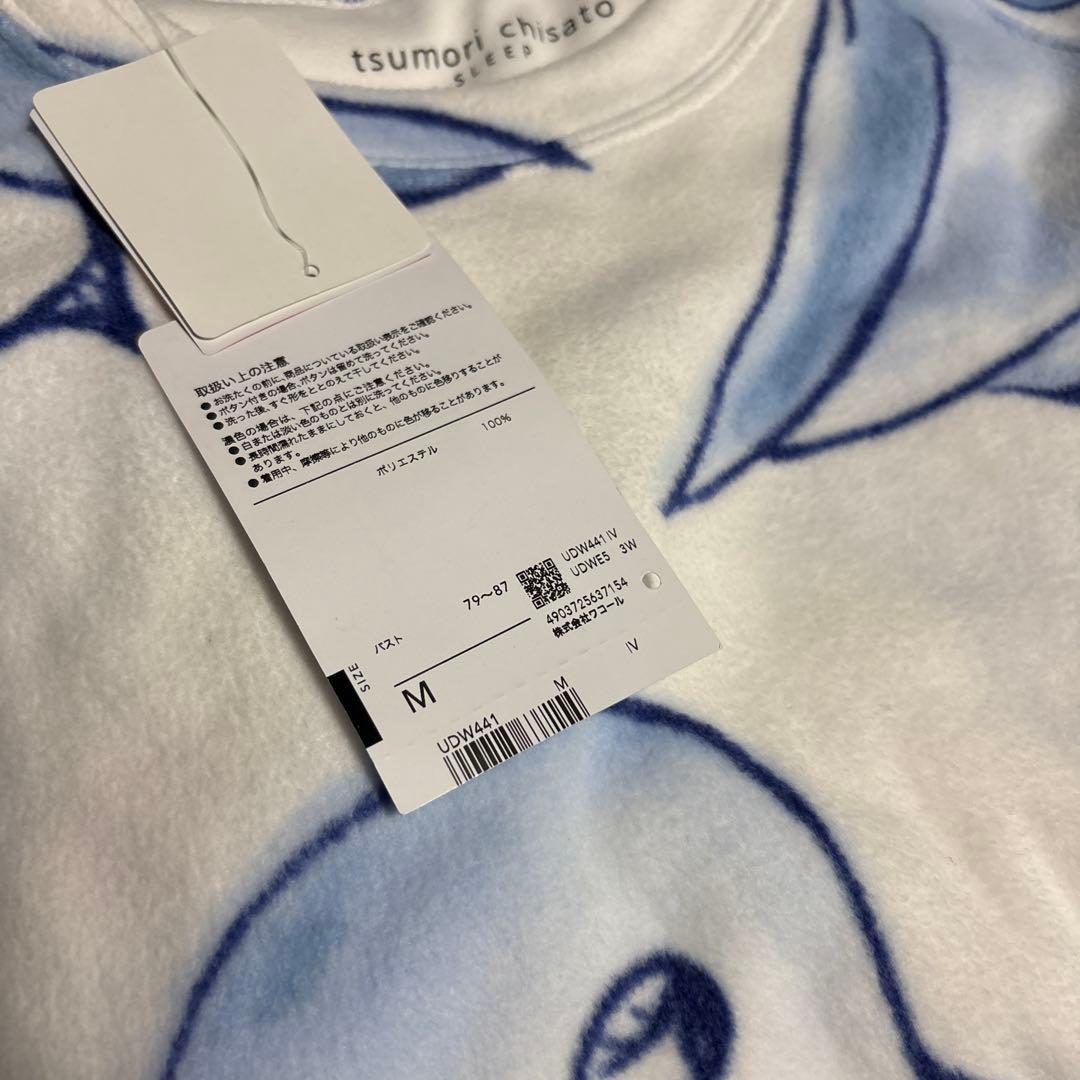 tsumori chisato
SLEEP
取扱い上の注意
●お洗たくの前に、商品についている取扱い表示をご確認ください。
●ボタン付きの場合、ボタンは留めて洗ってください。
●洗った後、すぐ形をととのえて干してください。
濃色の場合は、下記の点にご注意ください。
●白または淡い色のものとは別に洗ってください。
●長時間濡れたままにしておくと、他のものに色移りすることが
あります。
●着用中、摩擦等により他のものに色が移ることがあります。
ポリエステル 100%
UDW441 IV
UDWE5 3W
4903725637154
株式会社ワコール
バスト 79〜87
SIZE
M
IV
UDW441 M